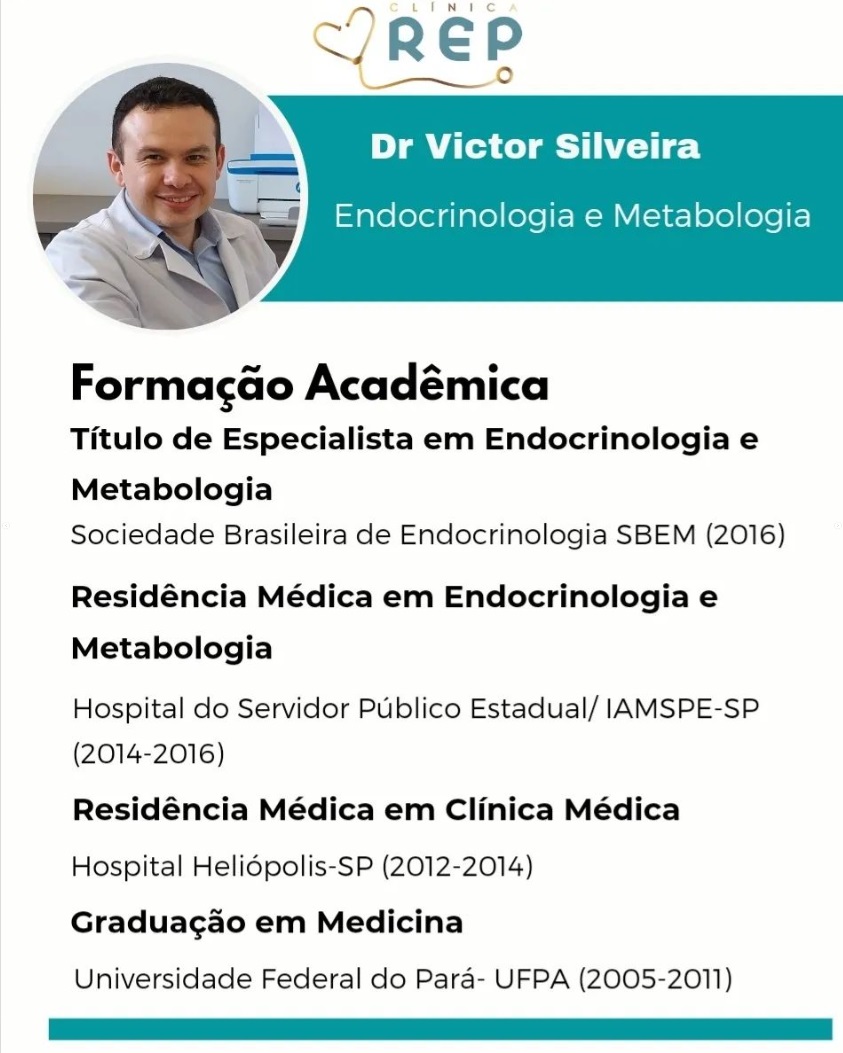 CLÍNICA
REP
Dr Victor Silveira
Endocrinologia e Metabologia
Formação Acadêmica
Título de Especialista em Endocrinologia e
Metabologia
Sociedade Brasileira de Endocrinologia SBEM (2016)
Residência Médica em Endocrinologia e
Metabologia
Hospital do Servidor Público Estadual/ IAMSPE-SP
(2014-2016)
Residência Médica em Clínica Médica
Hospital Heliópolis-SP (2012-2014)
Graduação em Medicina
Universidade Federal do Pará- UFPA (2005-2011)